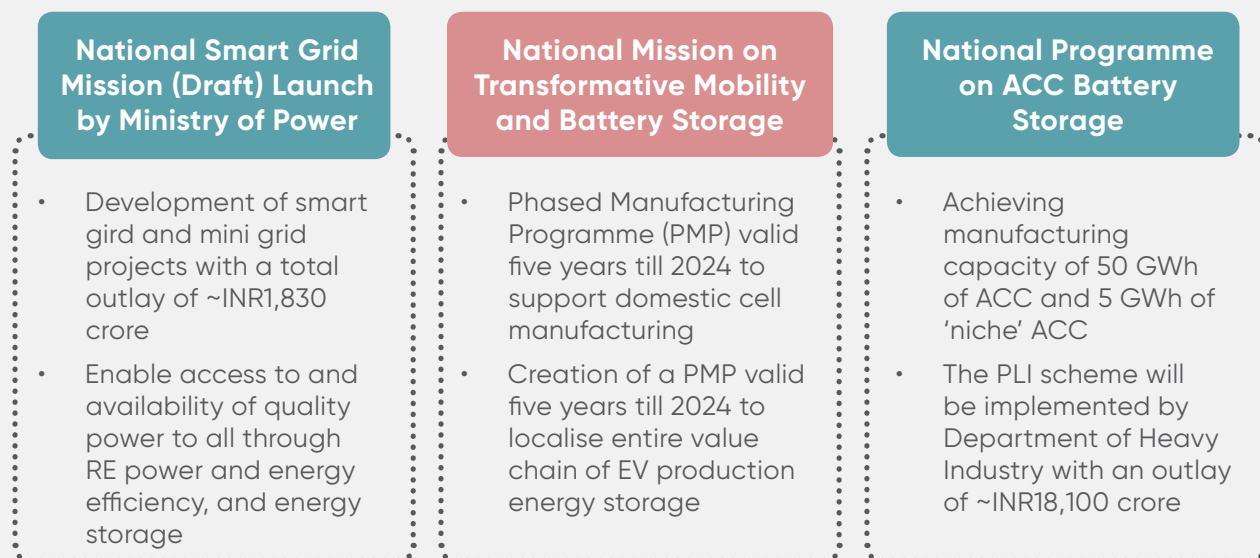 National Smart Grid
Mission (Draft) Launch
by Ministry of Power
• Development of smart
gird and mini grid
projects with a total
outlay of ~INR1,830
crore
• Enable access to and
availability of quality
power to all through
RE power and energy
efficiency, and energy
storage
National Mission on
Transformative Mobility
and Battery Storage
• Phased Manufacturing
Programme (PMP) valid
five years till 2024 to
support domestic cell
manufacturing
• Creation of a PMP valid
five years till 2024 to
localise entire value
chain of EV production
energy storage
National Programme
on ACC Battery
Storage
• Achieving
manufacturing
capacity of 50 GWh
of ACC and 5 GWh of
‘niche’ ACC
• The PLI scheme will
be implemented by
Department of Heavy
Industry with an outlay
of ~INR18,100 crore